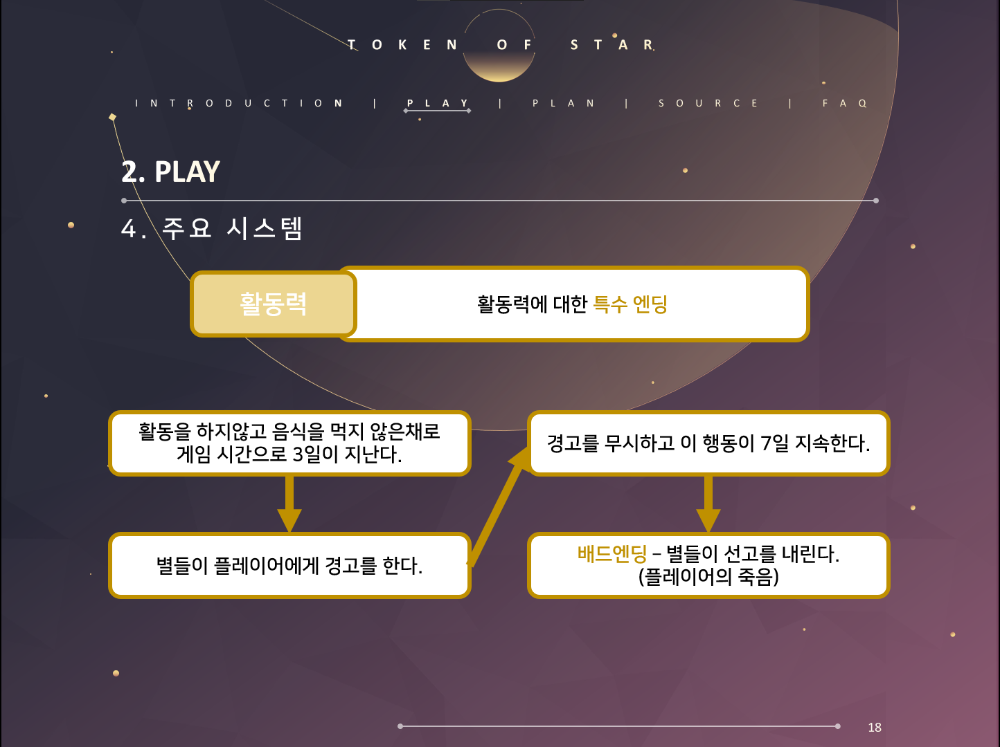 TOKEN OF STAR
INTRODUCTION | PLAY | PLAN | SOURCE | FAQ
2. PLAY
4. 주요 시스템
활동력
활동력에 대한 특수 엔딩
활동을 하지않고 음식을 먹지 않은채로
게임 시간으로 3일이 지난다.
별들이 플레이어에게 경고를 한다.
경고를 무시하고 이 행동이 7일 지속한다.
배드엔딩 – 별들이 선고를 내린다.
(플레이어의 죽음)
18